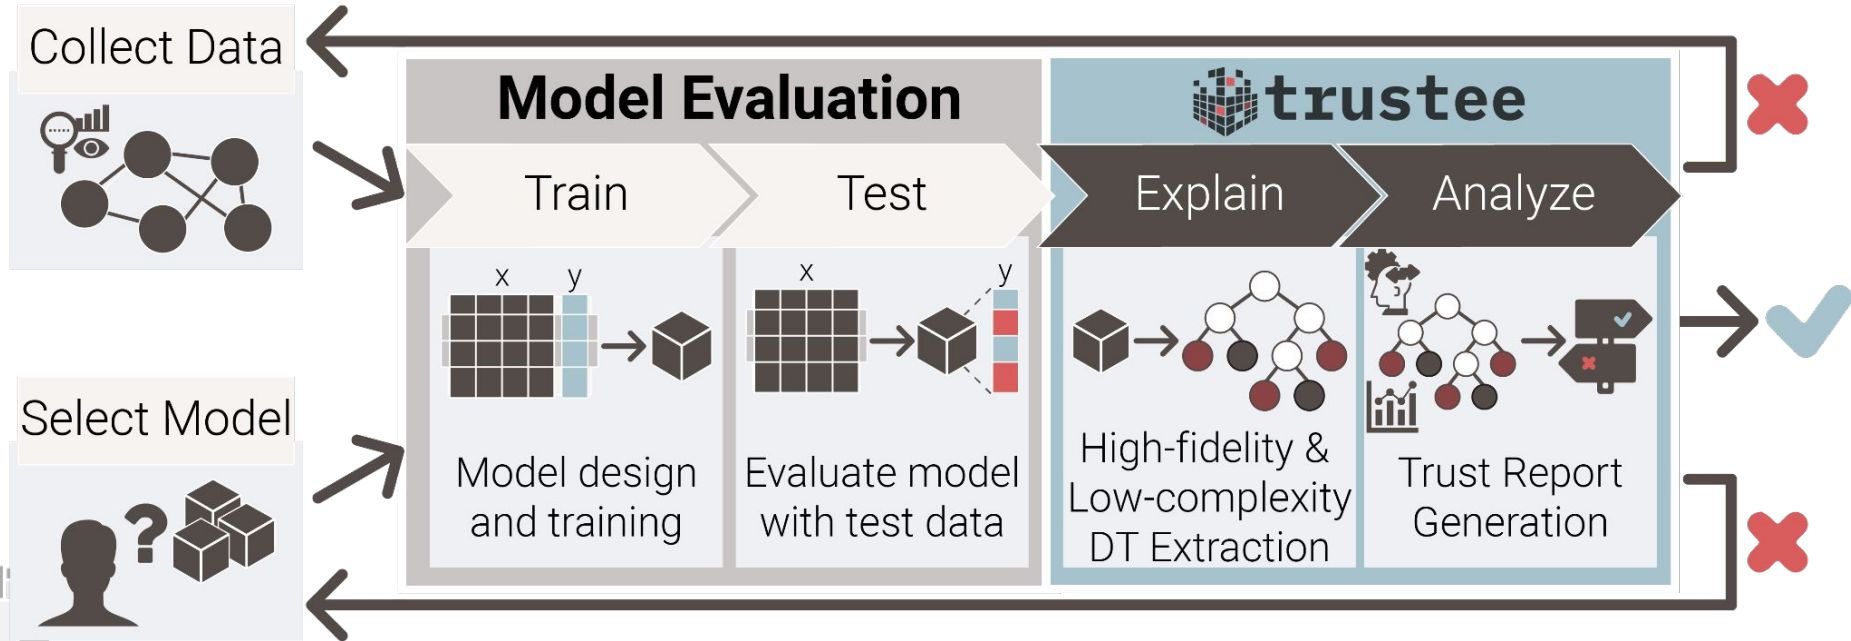 Collect Data
Select Model
Model Evaluation
Train
Test
x y
Model design
and training
x
y
Evaluate model
with test data
trustee
Explain
Analyze
High-fidelity &
Low-complexity
DT Extraction
Trust Report
Generation
?